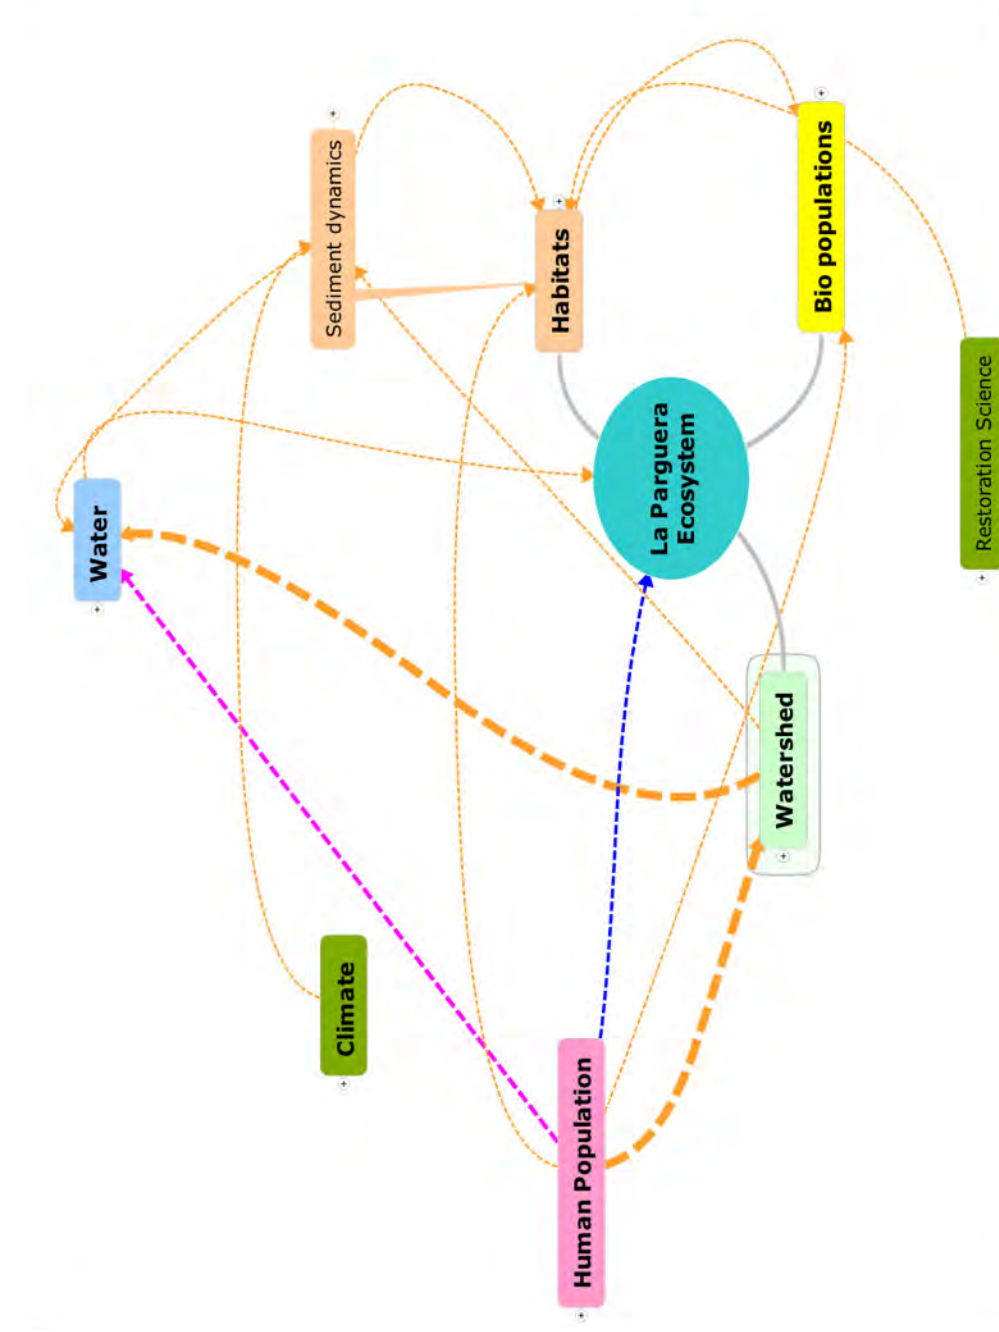 Water
Sediment dynamics
Climate
Habitats
Human Population
La Parguera
Ecosystem
Watershed
Bio populations
Restoration Science